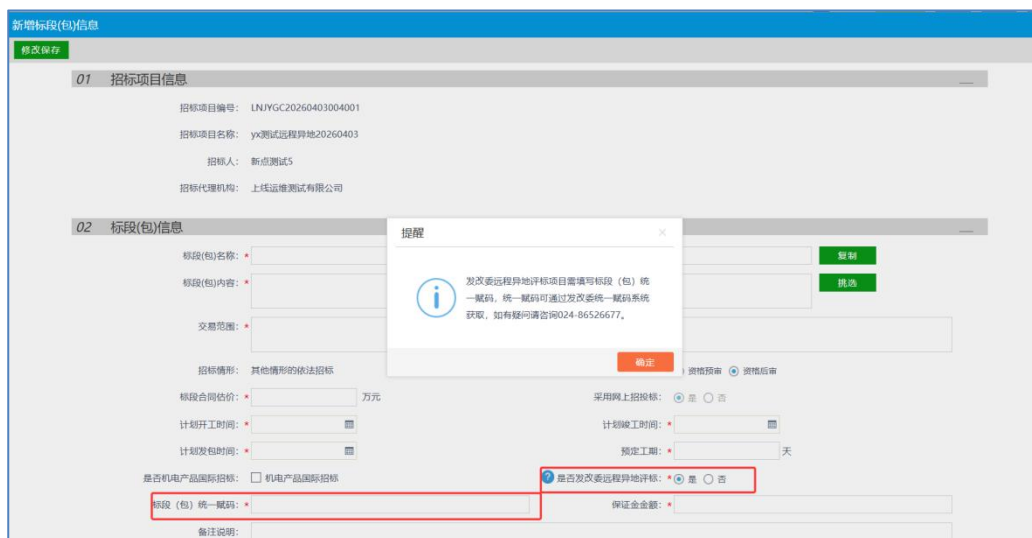 新增标段(包)信息
修改保存
01 招标项目信息
招标项目编号： LNJYGC20260403004001
招标项目名称： yx测试远程异地20260403
招标人： 新点测试5
招标代理机构： 上线运维测试有限公司
02 标段(包)信息
提醒
标段(包)名称： *
复制
发改委远程异地评标项目需填写标段（包）统
标段(包)内容： *
挑选
一赋码，统一赋码可通过发改委统一赋码系统
获取，如有疑问请咨询024-86526677。
交易范围： *
确定
招标情形： 其他情形的依法招标
资格预审 资格后审
标段合同估价： * 万元 采用网上招投标： 是 否
计划开工时间： * 计划竣工时间： *
计划发包时间： * 预定工期： * 天
是否机电产品国际招标： 机电产品国际招标 ? 是否发改委远程异地评标： * 是 否
标段（包）统一赋码： * 保证金金额： *
备注说明：